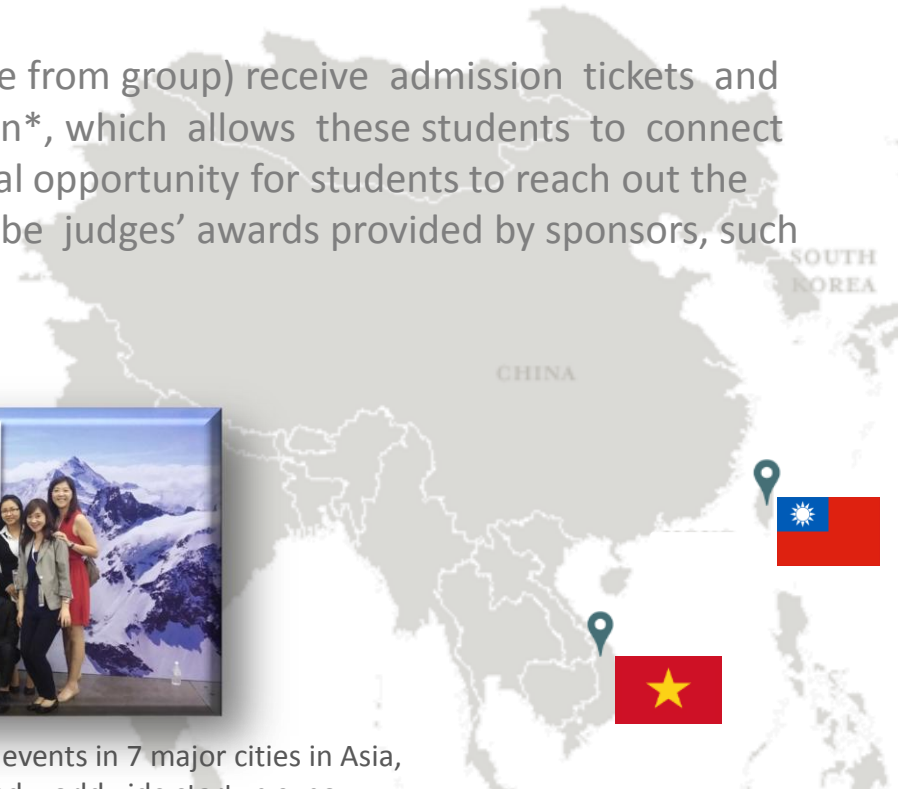 e from group) receive admission tickets and
n*, which allows these students to connect
al opportunity for students to reach out the
be judges' awards provided by sponsors, such
SOUTH
KOREA
CHINA
events in 7 major cities in Asia,